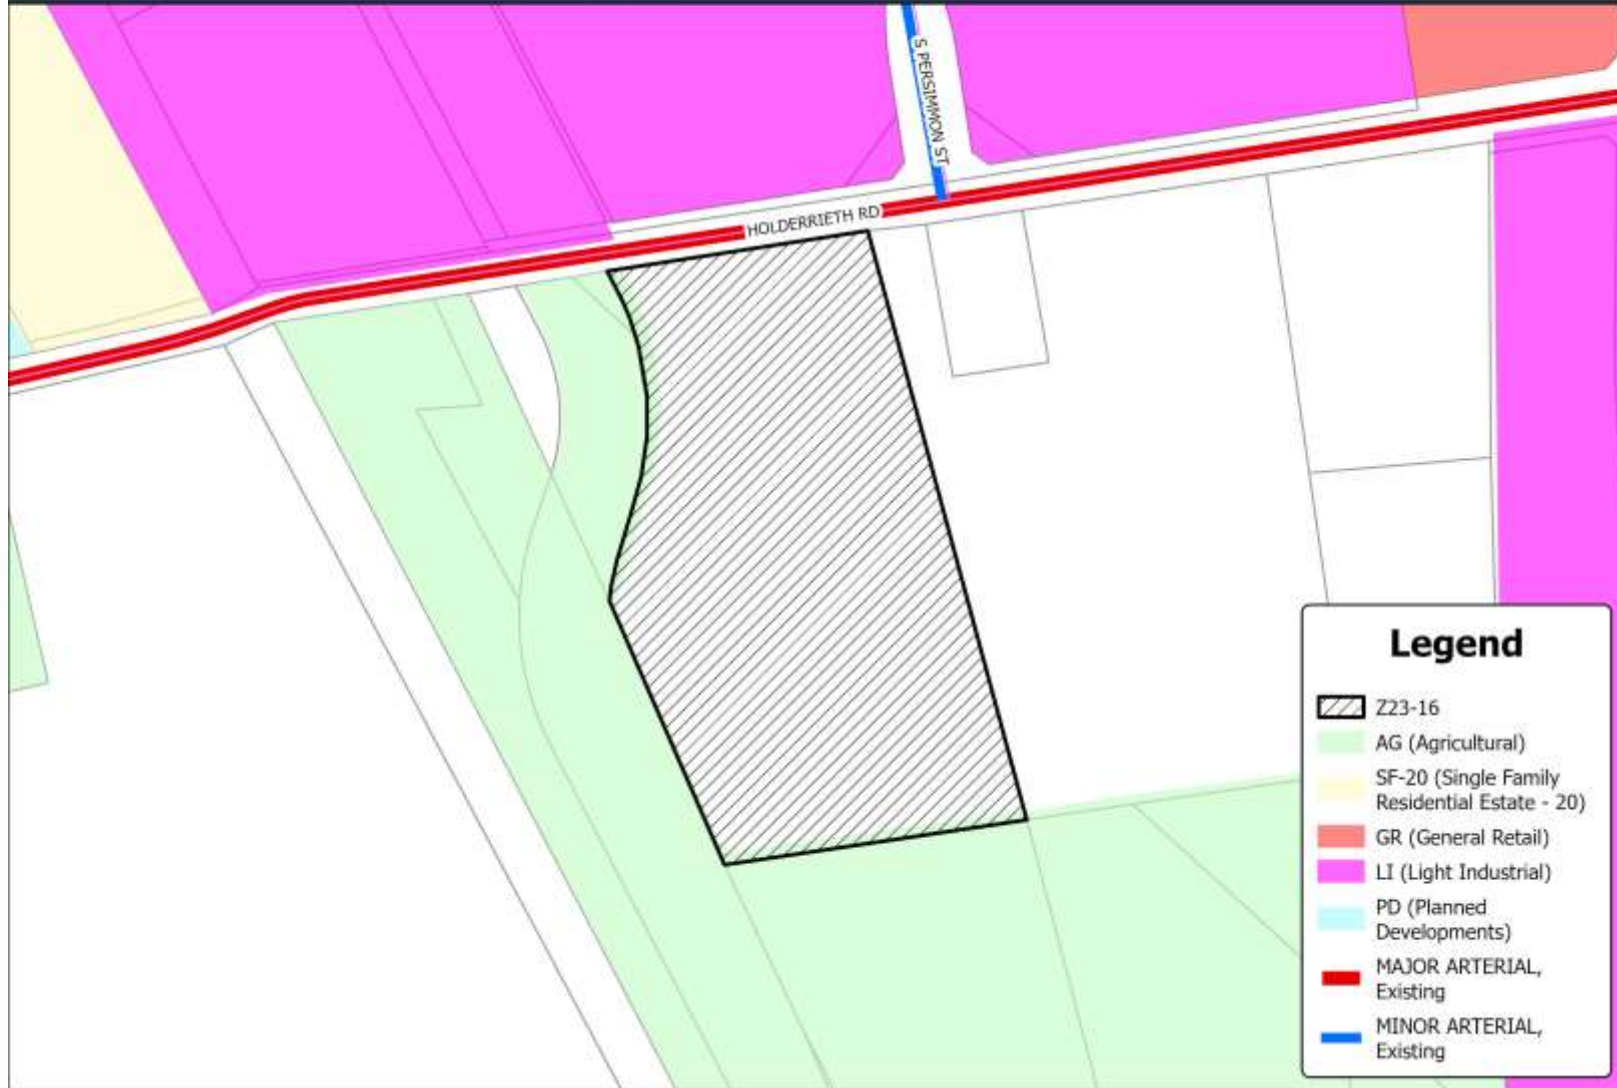 S PERSIMMON ST
HOLDERRIETH RD
Legend
Z23-16
AG (Agricultural)
SF-20 (Single Family
Residential Estate - 20)
GR (General Retail)
LI (Light Industrial)
PD (Planned
Developments)
MAJOR ARTERIAL,
Existing
MINOR ARTERIAL,
Existing